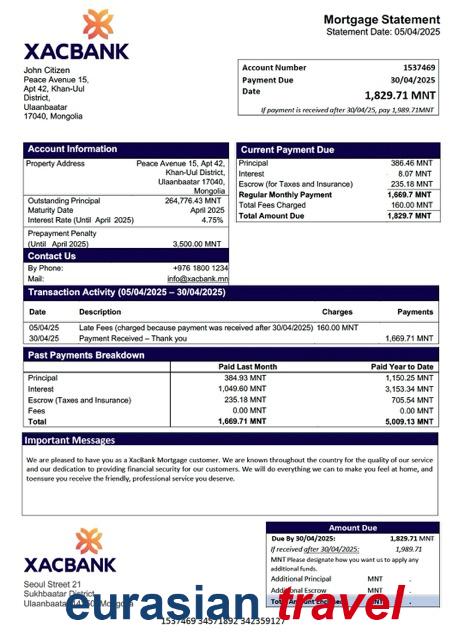 XACBANK
Mortgage Statement
Statement Date: 05/04/2025
John Citizen
Peace Avenue 15,
Apt 42, Khan-Uul
District,
Ulaanbaatar
17040, Mongolia
Account Number 1537469
Payment Due 30/04/2025
Date 1,829.71 MNT
If payment is received after 30/04/25, pay 1,989.71MNT
Account Information
Property Address Peace Avenue 15, Apt 42,
Khan-Uul District,
Ulaanbaatar 17040,
Mongolia
Outstanding Principal 264,776.43 MNT
Maturity Date April 2025
Interest Rate (Until April 2025) 4.75%
Prepayment Penalty
(Until April 2025) 3,500.00 MNT
Contact Us
By Phone: +976 1800 1234
Mail: info@xacbank.mn
Current Payment Due
Principal 386.46 MNT
Interest 8.07 MNT
Escrow (for Taxes and Insurance) 235.18 MNT
Regular Monthly Payment 1,669.7 MNT
Total Fees Charged 160.00 MNT
Total Amount Due 1,829.7 MNT
Transaction Activity (05/04/2025 – 30/04/2025)
Date Description Charges Payments
05/04/25 Late Fees (charged because payment was received after 30/04/2025) 160.00 MNT
30/04/25 Payment Received – Thank you 1,669.71 MNT
Past Payments Breakdown
Paid Last Month Paid Year to Date
Principal 384.93 MNT 1,150.25 MNT
Interest 1,049.60 MNT 3,153.34 MNT
Escrow (Taxes and Insurance) 235.18 MNT 705.54 MNT
Fees 0.00 MNT 0.00 MNT
Total 1,669.71 MNT 5,009.13 MNT
Important Messages
We are pleased to have you as a XacBank Mortgage customer. We are known throughout the country for the quality of our service
and our dedication to providing financial security for our customers. We will do everything we can to make you feel at home, and
toensure you receive the friendly, professional service you deserve.
XACBANK
Seoul Street 21
Sukhbaatar District
Ulaanbaatar Mongolia
Amount Due
Due By 30/04/2025: 1,829.71 MNT
If received after 30/04/2025: 1,989.71
MNT Please designate how you want us to apply any
additional funds.
Additional Principal MNT .
Additional Escrow MNT .
Total Amount MNT .
eurasian travel
1537469 34571892 342359127